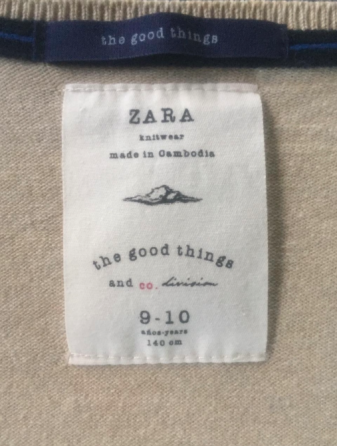 the good things
ZARA
knitwear
made in Cambodia
the good things
and co. division
9-10
años-years
140 cm